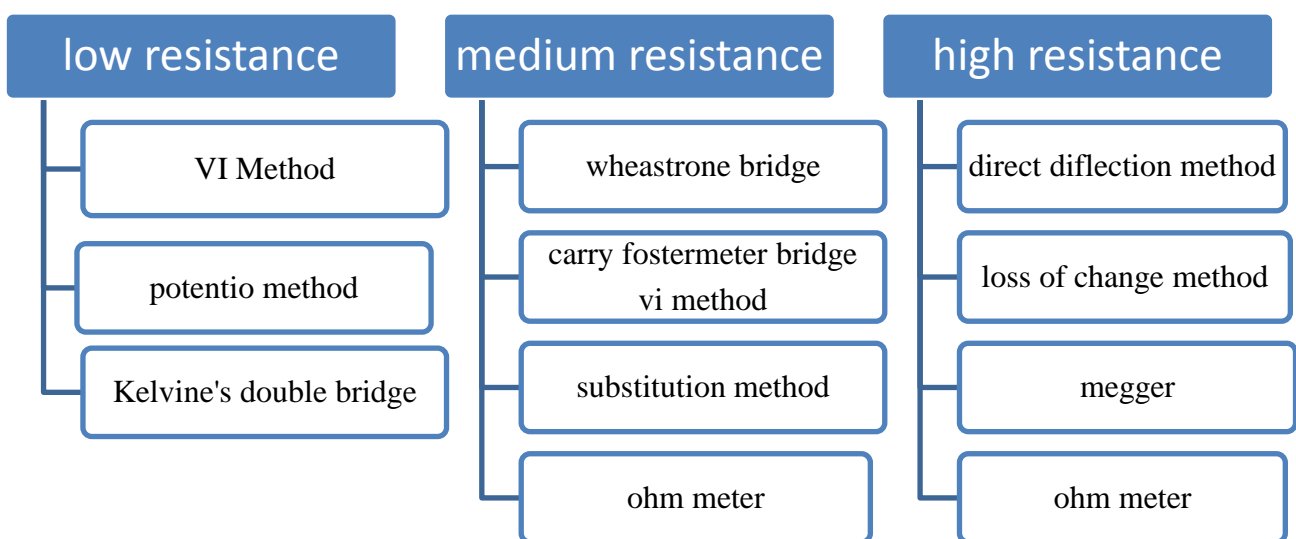 low resistance
VI Method
potentio method
Kelvine's double bridge
medium resistance
wheastrone bridge
carry fostermeter bridge
vi method
substitution method
ohm meter
high resistance
direct diflection method
loss of change method
megger
ohm meter